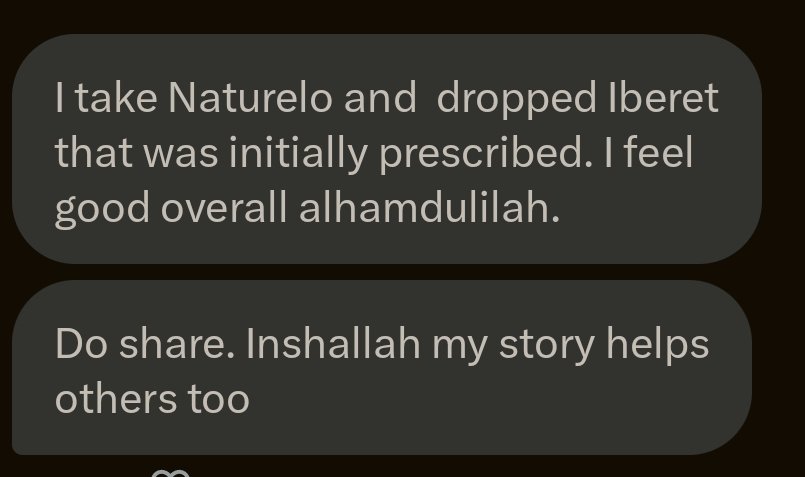 I take Naturelo and  dropped Iberet
that was initially prescribed. I feel
good overall alhamdulilah.
Do share. Inshallah my story helps
others too